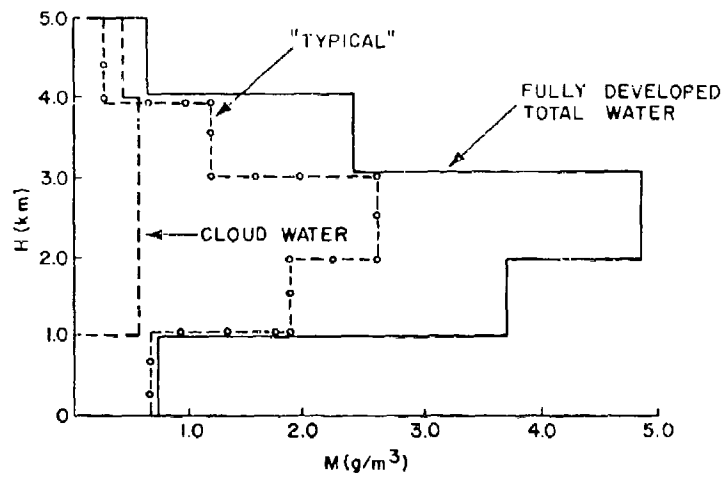 5.0
"TYPICAL"
4.0
FULLY DEVELOPED
TOTAL WATER
3.0
H (km)
CLOUD WATER
2.0
1.0
0
1.0 2.0 3.0 4.0 5.0
M (g/m³)